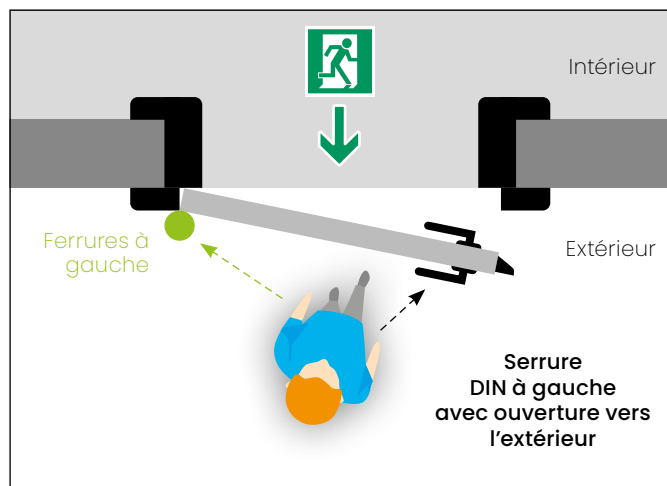 Intérieur
Ferrures à
gauche
Extérieur
Serrure
DIN à gauche
avec ouverture vers
l'extérieur